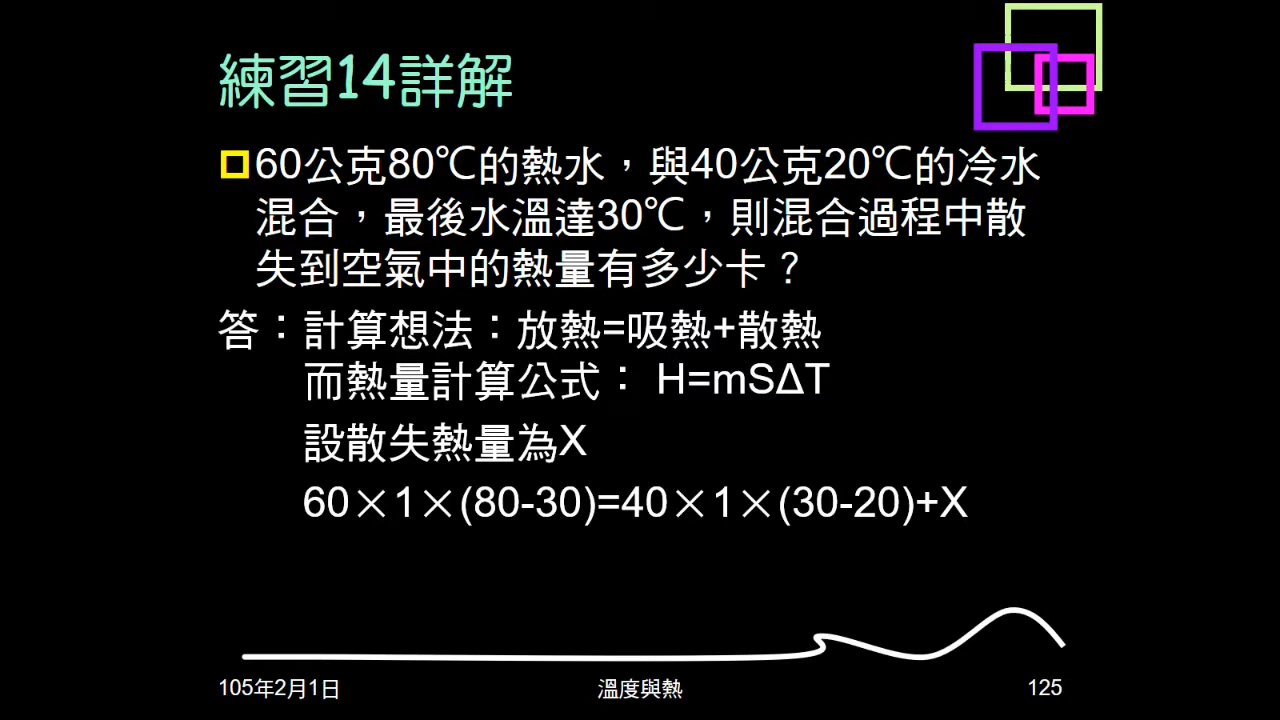 練習14詳解
60公克80℃的熱水，與40公克20℃的冷水
混合，最後水溫達30℃，則混合過程中散
失到空氣中的熱量有多少卡？
答：計算想法：放熱=吸熱+散熱
而熱量計算公式： H=mSΔT
設散失熱量為X
60×1×(80-30)=40×1×(30-20)+X
105年2月1日
溫度與熱
125